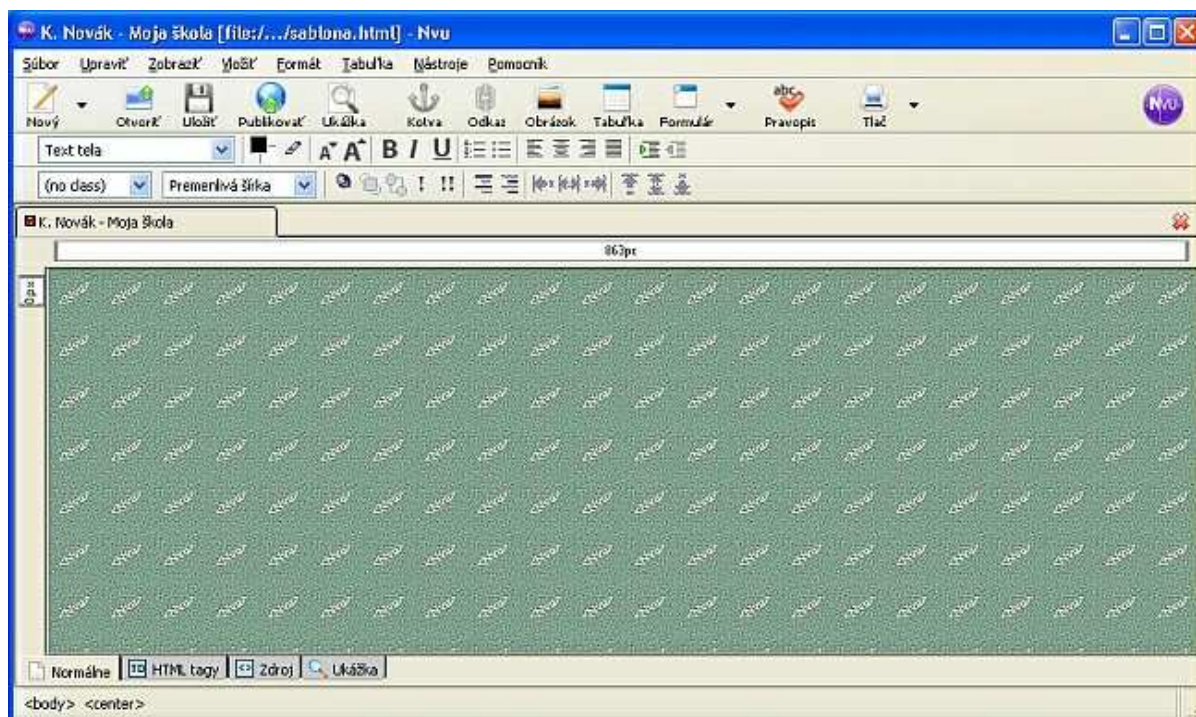 K. Novák - Moja škola [file:/.../sablona.html] - Nvu
Súbor Upraviť Zobraziť Vložiť Formát Tabuľka Nástroje Pomocník
Nový Otvoriť Uložiť Publikovať Ukážka Kotva Odkaz Obrázok Tabuľka Formulár Pravopis Tlač
Nvu
Text tela
(no class) Premenlivá šírka
K. Novák - Moja škola
863px
0px
Normálne HTML tagy Zdroj Ukážka
<body> <center>